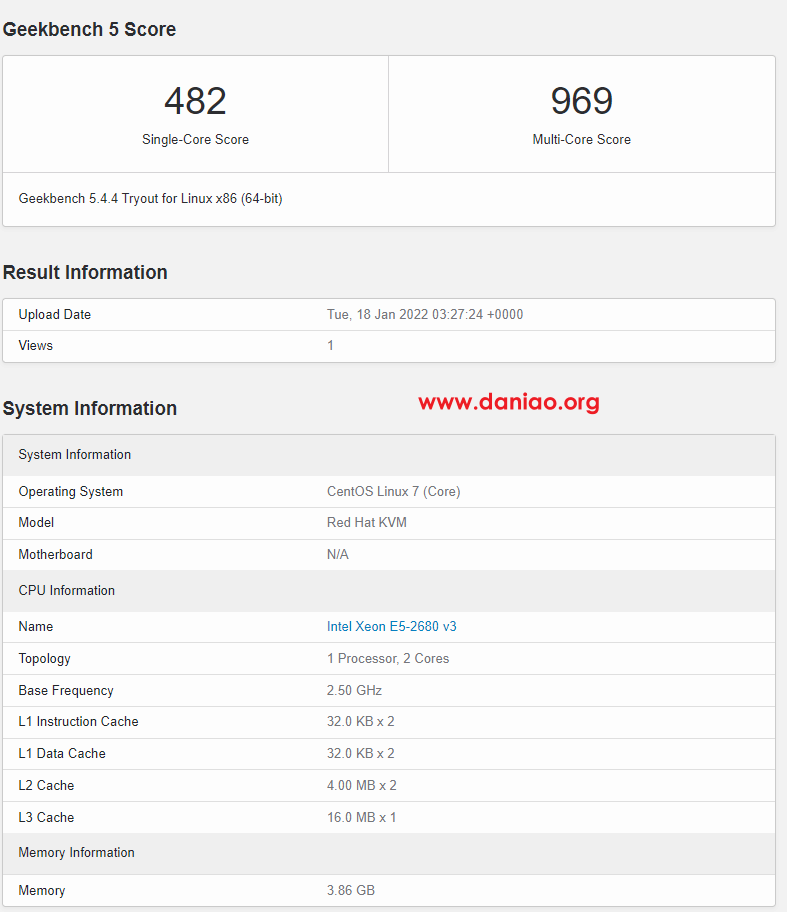 Geekbench 5 Score
482 969
Single-Core Score Multi-Core Score
Geekbench 5.4.4 Tryout for Linux x86 (64-bit)
Result Information
Upload Date Tue, 18 Jan 2022 03:27:24 +0000
Views 1
www.daniao.org
System Information
System Information
Operating System CentOS Linux 7 (Core)
Model Red Hat KVM
Motherboard N/A
CPU Information
Name Intel Xeon E5-2680 v3
Topology 1 Processor, 2 Cores
Base Frequency 2.50 GHz
L1 Instruction Cache 32.0 KB x 2
L1 Data Cache 32.0 KB x 2
L2 Cache 4.00 MB x 2
L3 Cache 16.0 MB x 1
Memory Information
Memory 3.86 GB